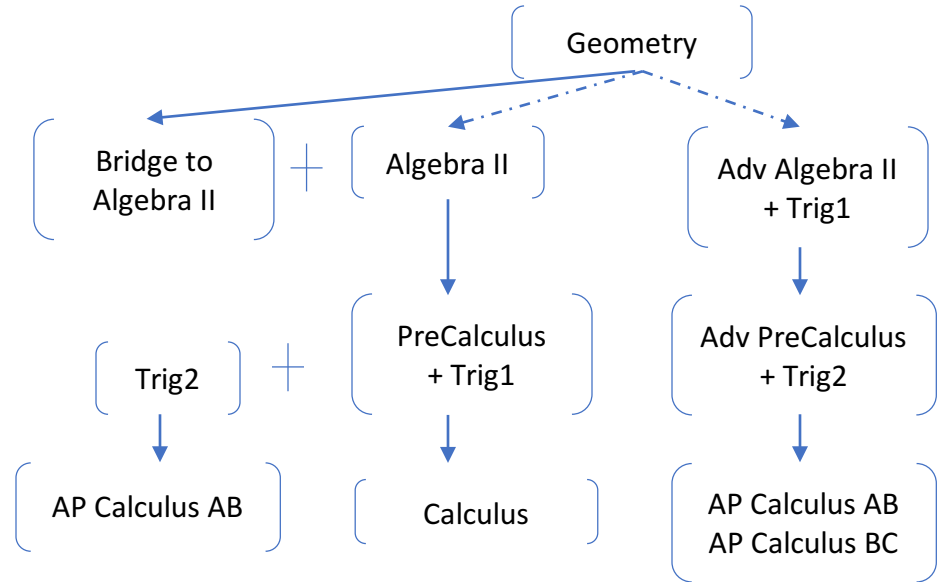 Geometry
Bridge to
Algebra II
+
Algebra II
Adv Algebra II
+ Trig1
Trig2
+
PreCalculus
+ Trig1
Adv PreCalculus
+ Trig2
AP Calculus AB
Calculus
AP Calculus AB
AP Calculus BC